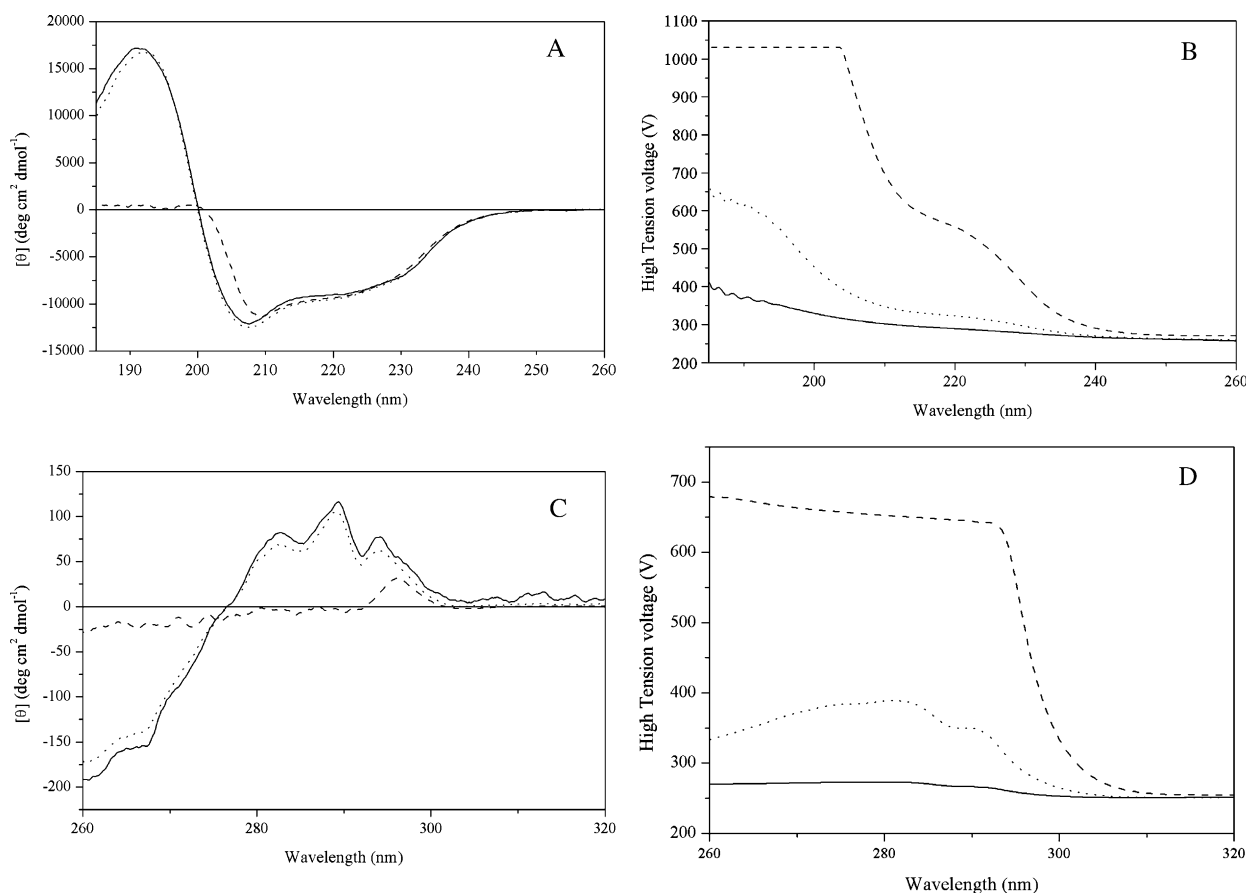 A
20000
15000
10000
5000
0
-5000
-10000
-15000
[θ] (deg cm² dmol⁻¹)
190 200 210 220 230 240 250 260
Wavelength (nm)
B
1100
1000
900
800
700
600
500
400
300
200
High Tension voltage (V)
200 220 240 260
Wavelength (nm)
C
150
100
50
0
-50
-100
-150
-200
[θ] (deg cm² dmol⁻¹)
260 280 300 320
Wavelength (nm)
D
700
600
500
400
300
200
High Tension voltage (V)
260 280 300 320
Wavelength (nm)